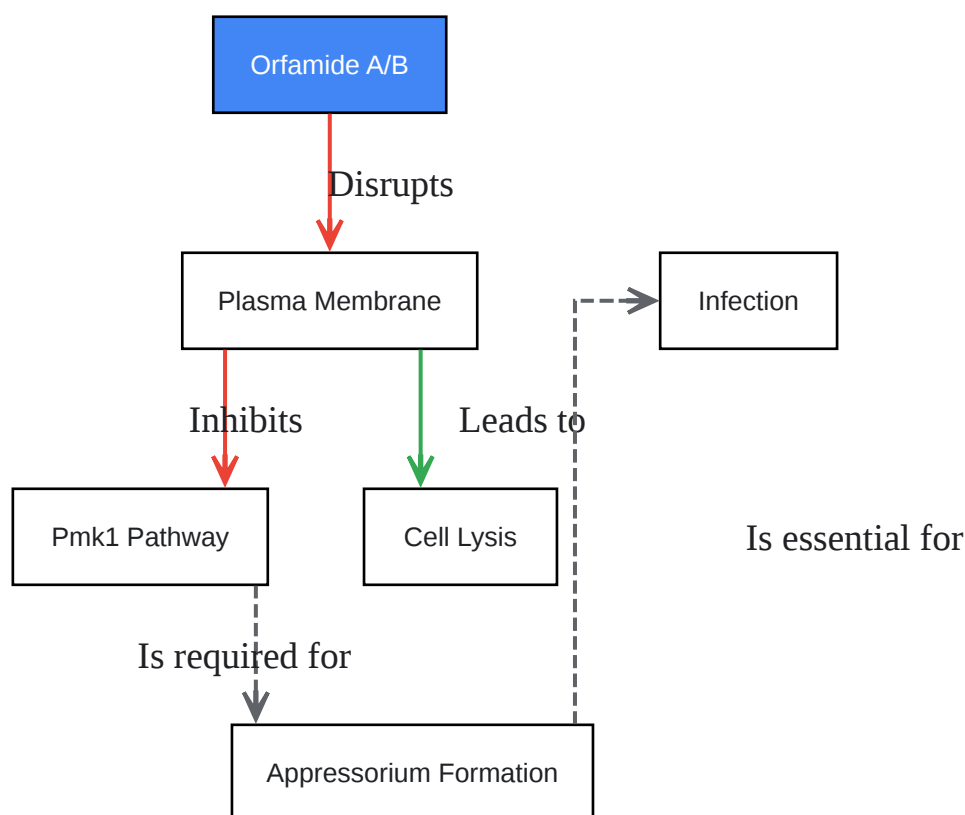 Orfamide A/B
Disrupts
Plasma Membrane
Infection
Inhibits
Leads to
Pmk1 Pathway
Cell Lysis
Is essential for
Is required for
Appressorium Formation